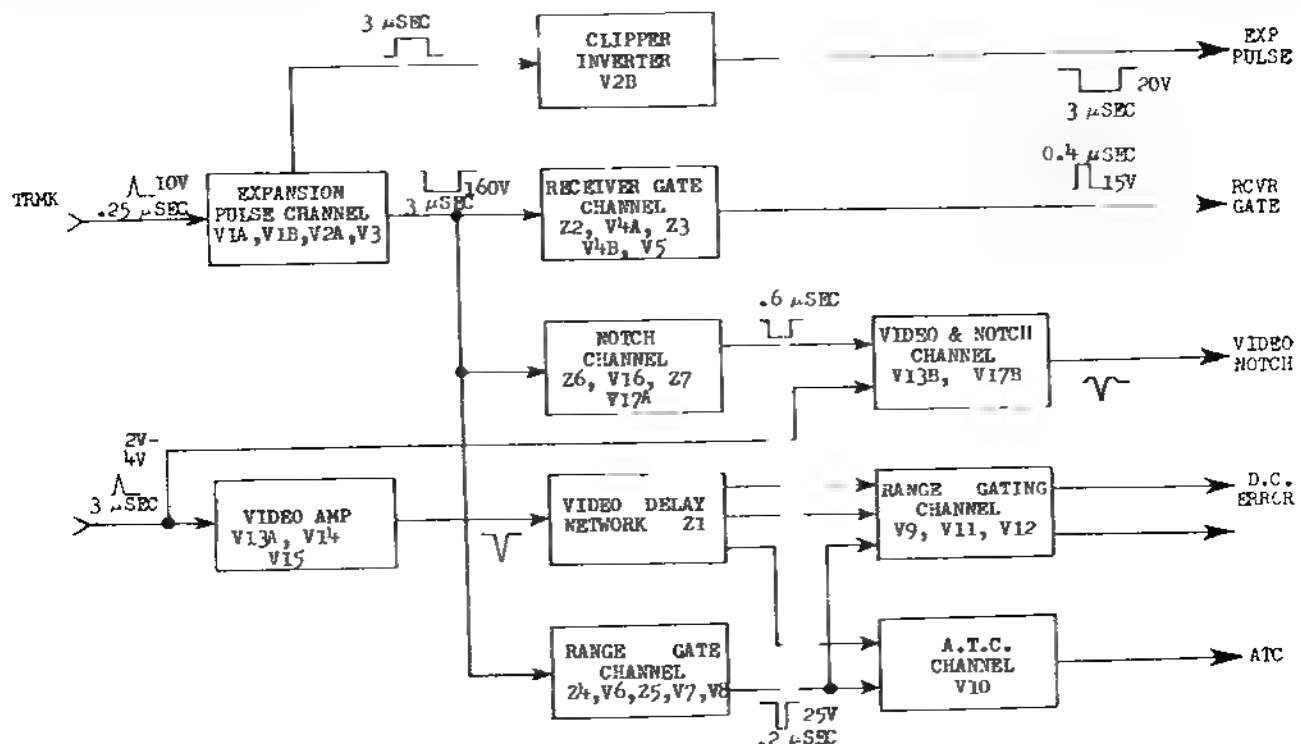 3 μSEC
CLIPPER
INVERTER
V2B
EXP
PULSE
20V
3 μSEC
TRMK
10V
.25 μSEC
EXPANSION
PULSE CHANNEL
V1A,V1B,V2A,V3
160V
3 μSEC
RECEIVER GATE
CHANNEL
Z2, V4A, Z3
V4B, V5
0.4 μSEC
15V
RCVR
GATE
NOTCH
CHANNEL
Z6, V16, Z7
V17A
.6 μSEC
VIDEO & NOTCH
CHANNEL
V13B, V17B
VIDEO
NOTCH
2V-
4V
3 μSEC
VIDEO AMP
V13A, V14
V15
VIDEO DELAY
NETWORK Z1
RANGE GATING
CHANNEL
V9, V11, V12
D.C.
ERROR
RANGE GATE
CHANNEL
Z4,V6,Z5,V7,V8
25V
.2 μSEC
A.T.C.
CHANNEL
V10
ATC